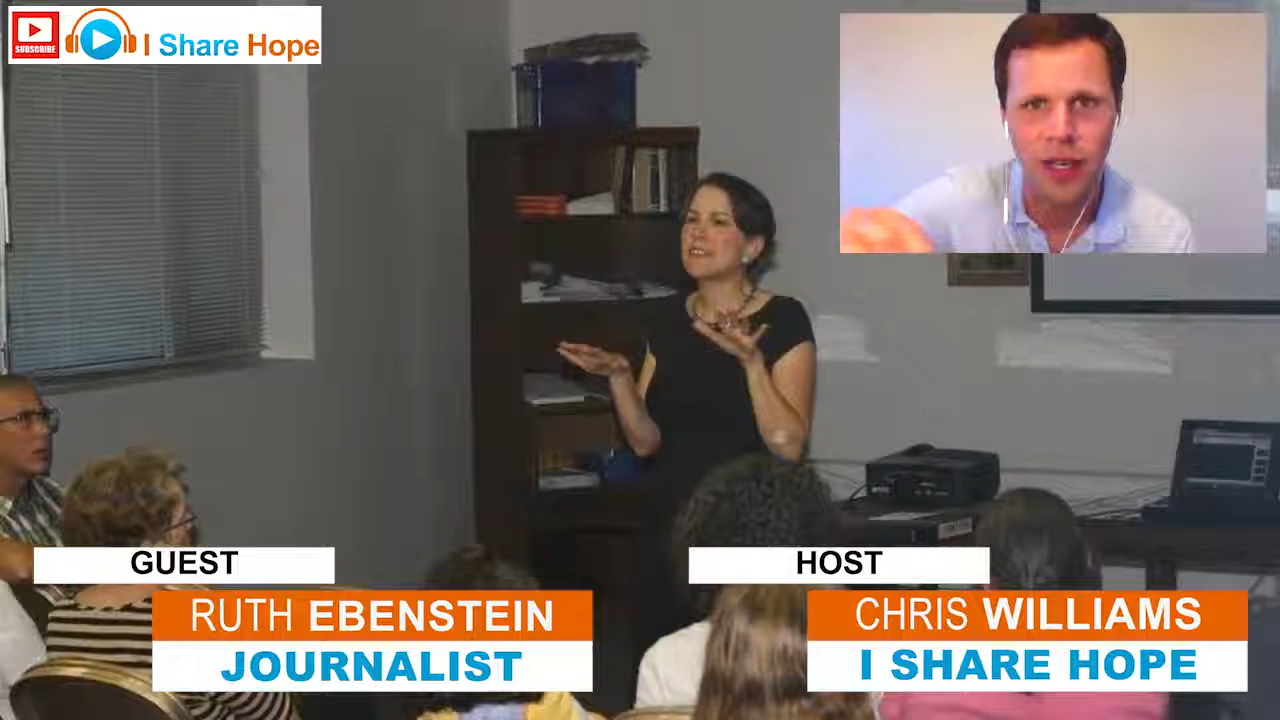 SUBSCRIBE
I Share Hope
GUEST
RUTH EBENSTEIN
JOURNALIST
HOST
CHRIS WILLIAMS
I SHARE HOPE